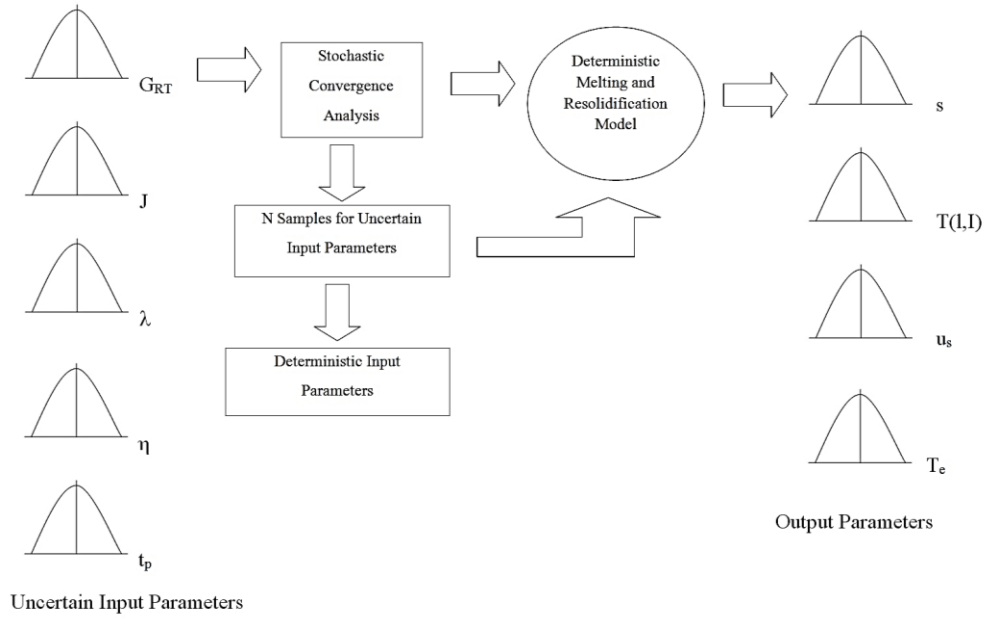 G_RT
J
λ
η
t_p
Uncertain Input Parameters
Stochastic
Convergence
Analysis
N Samples for Uncertain
Input Parameters
Deterministic Input
Parameters
Deterministic
Melting and
Resolidification
Model
s
T(l,I)
u_s
T_e
Output Parameters